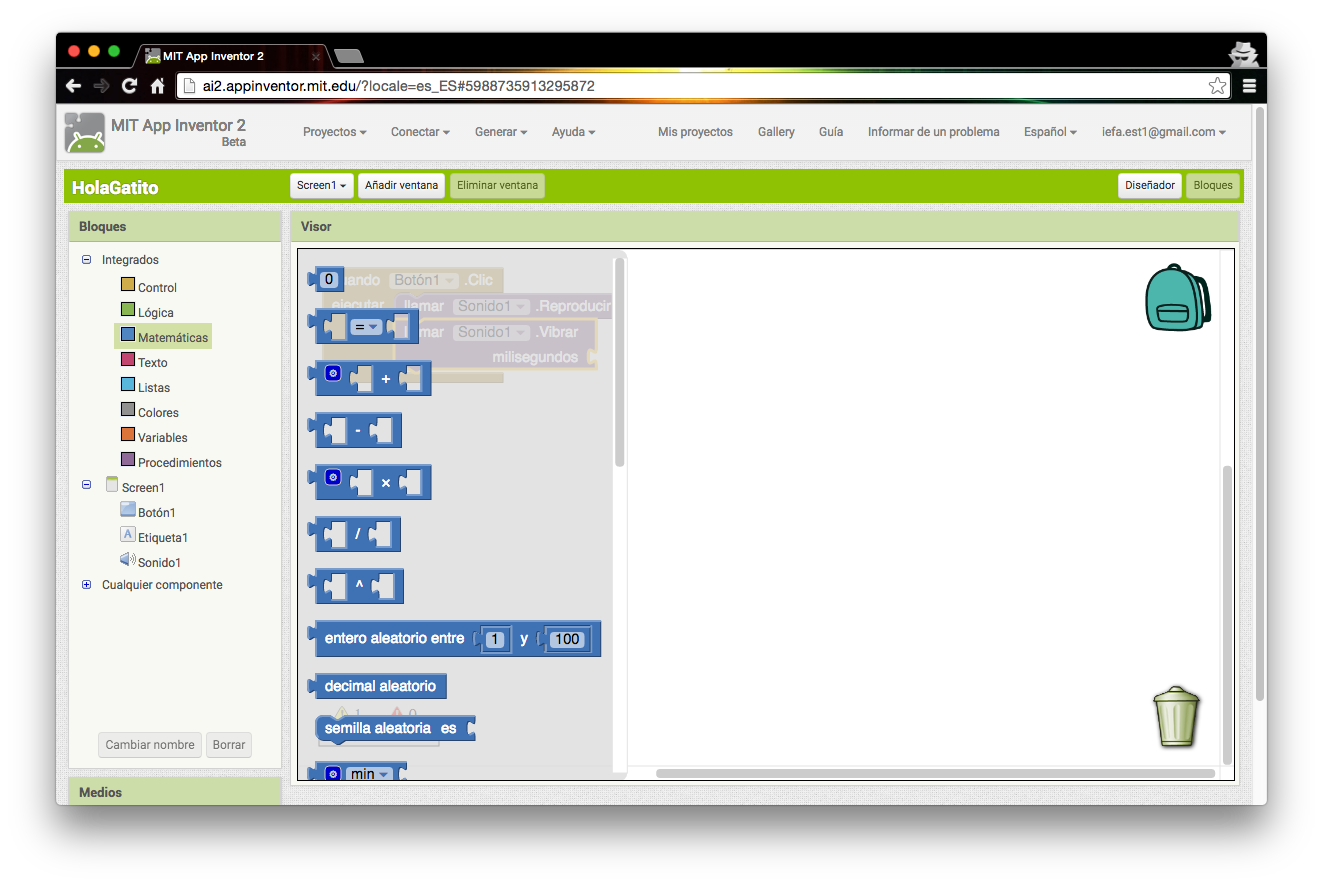 MIT App Inventor 2
ai2.appinventor.mit.edu/?locale=es_ES#5988735913295872
MIT App Inventor 2
Beta
Proyectos Conectar Generar Ayuda Mis proyectos Gallery Guía Informar de un problema Español iefa.est1@gmail.com
HolaGatito Screen1 Añadir ventana Eliminar ventana Diseñador Bloques
Bloques
Integrados
Control
Lógica
Matemáticas
Texto
Listas
Colores
Variables
Procedimientos
Screen1
Botón1
A Etiqueta1
Sonido1
Cualquier componente
Cambiar nombre Borrar
Medios
Visor
0 uando Botón1 .Clic
ejecutar llamar Sonido1 .Reproducir
= mar Sonido1 .Vibrar
milisegundos
+
-
×
/
^
entero aleatorio entre 1 y 100
decimal aleatorio
1 0
semilla aleatoria es
min